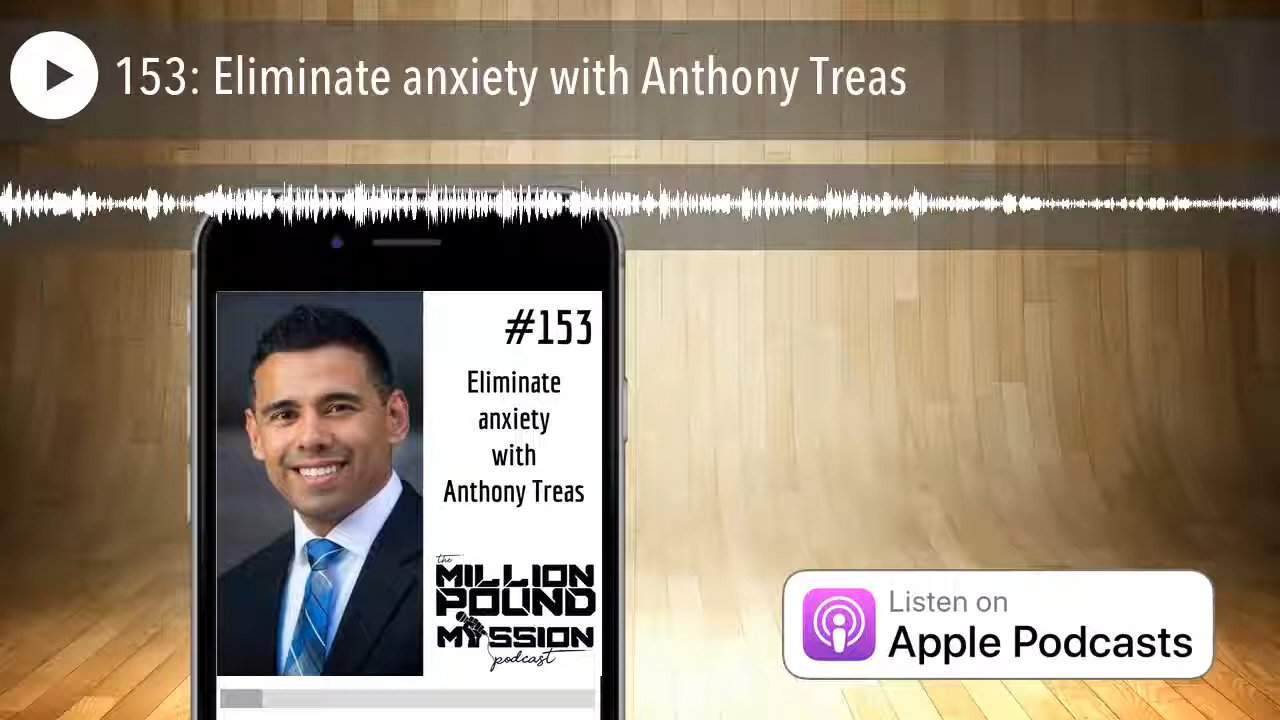 153: Eliminate anxiety with Anthony Treas
#153
Eliminate
anxiety
with
Anthony Treas
the
MILLION
POUND
MISSION
podcast
Listen on
Apple Podcasts